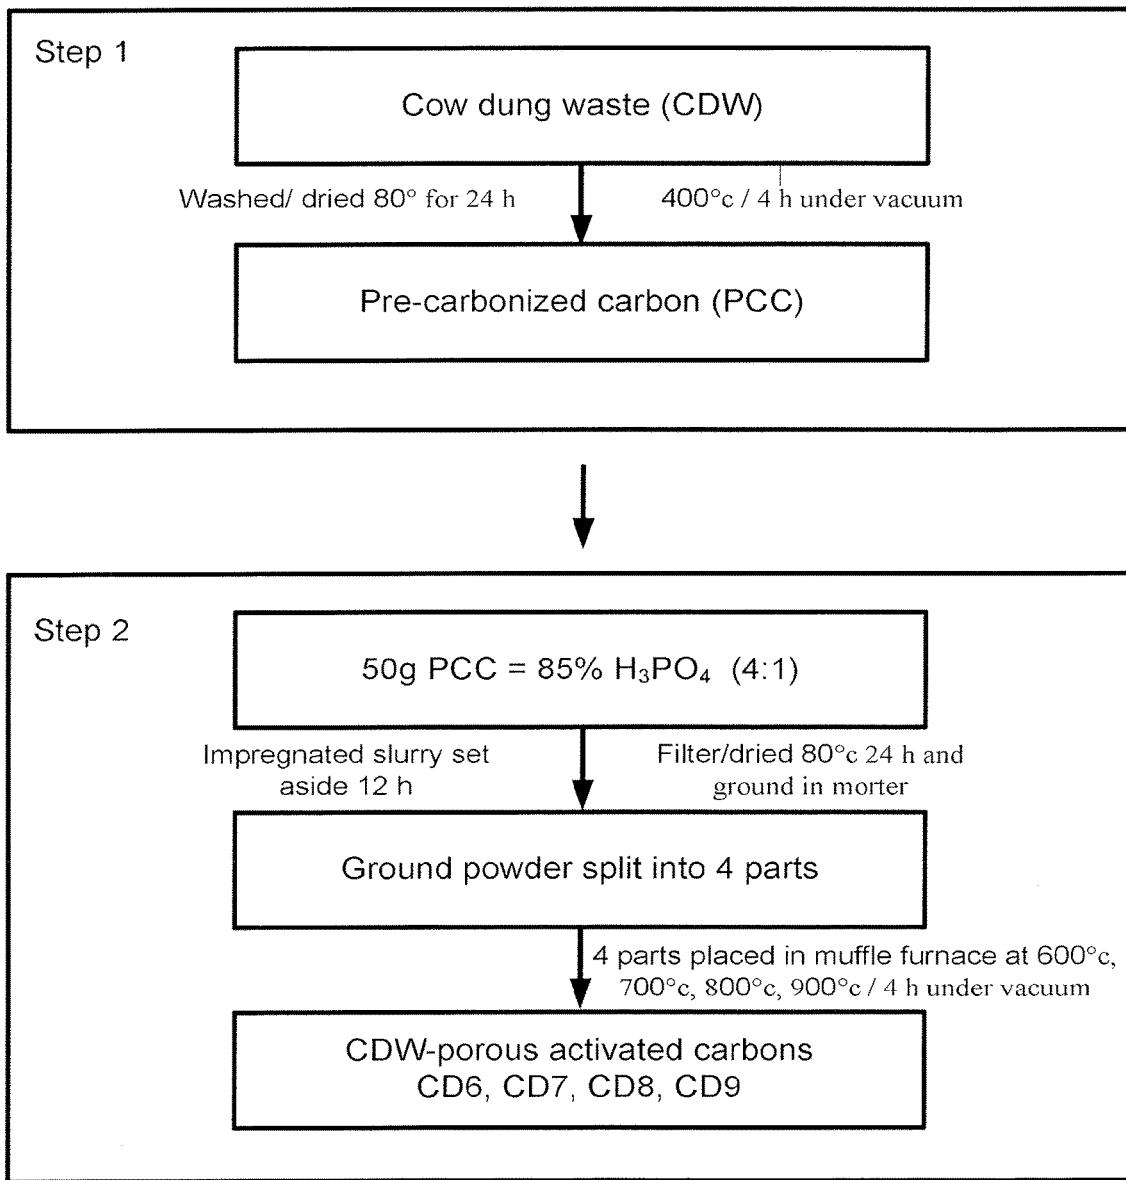 Step 1
Cow dung waste (CDW)
Washed/ dried 80° for 24 h
400°c / 4 h under vacuum
Pre-carbonized carbon (PCC)
Step 2
50g PCC = 85% H₃PO₄ (4:1)
Impregnated slurry set
aside 12 h
Filter/dried 80°c 24 h and
ground in morter
Ground powder split into 4 parts
4 parts placed in muffle furnace at 600°c,
700°c, 800°c, 900°c / 4 h under vacuum
CDW-porous activated carbons
CD6, CD7, CD8, CD9